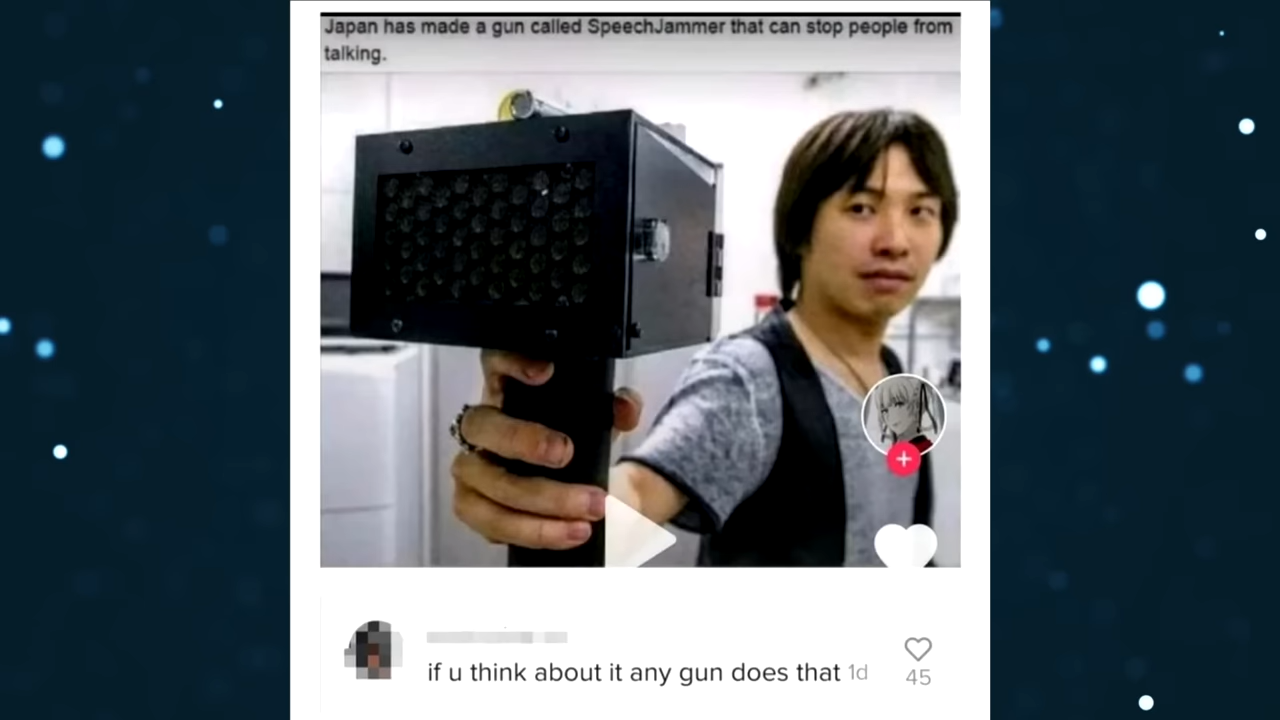 Japan has made a gun called SpeechJammer that can stop people from
talking.
if u think about it any gun does that 1d
45